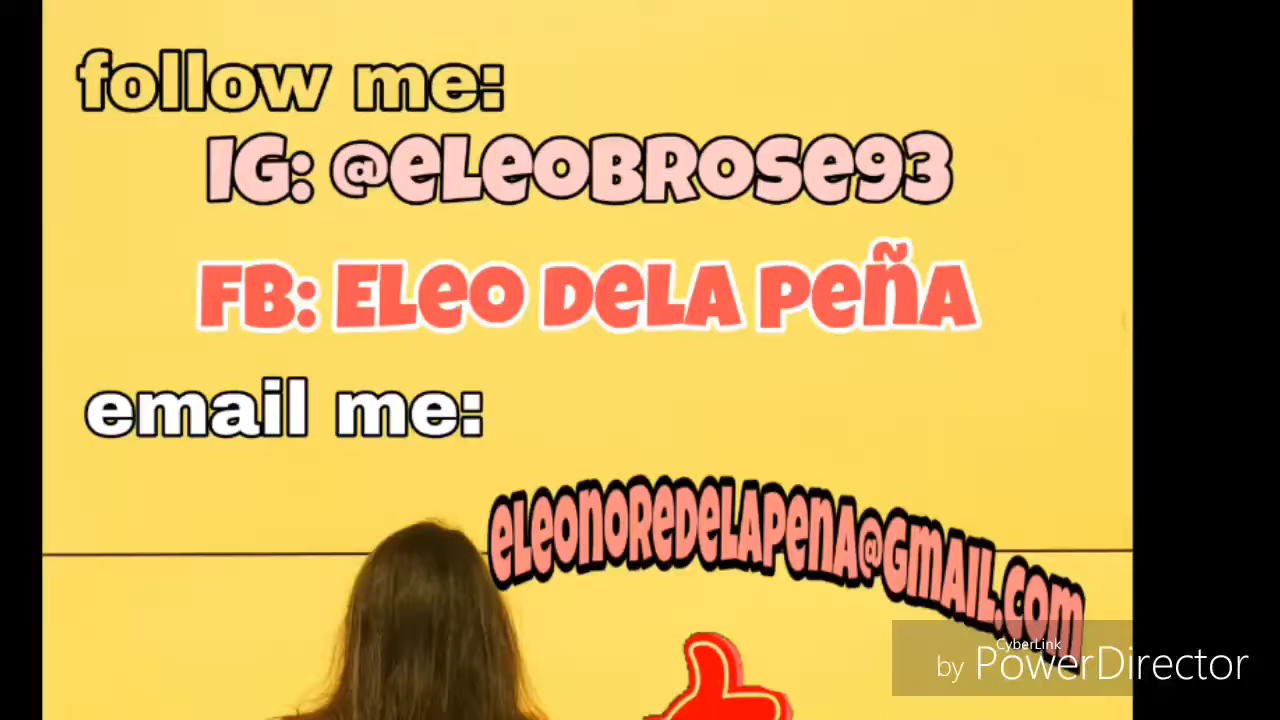 follow me:
IG: @eleobrose93
FB: Eleo dela Peña
email me:
eleonoredelapena@gmail.com
CyberLink
by PowerDirector